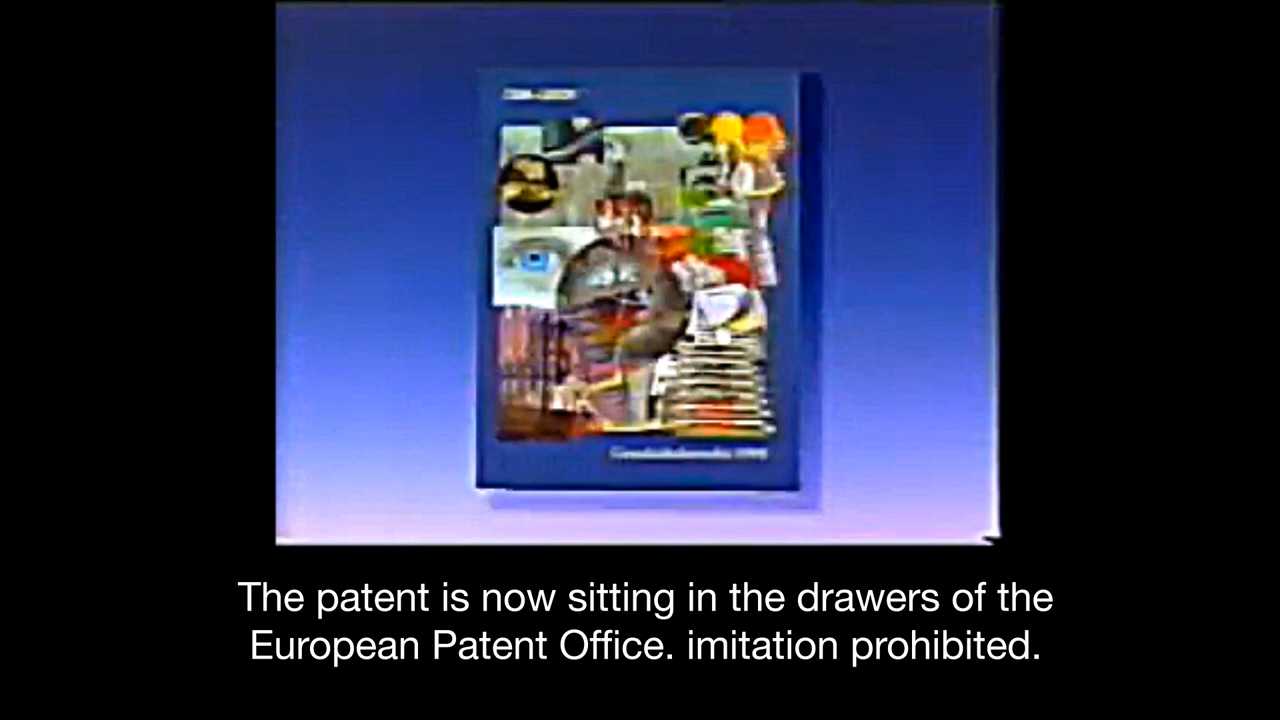 The patent is now sitting in the drawers of the
European Patent Office. imitation prohibited.